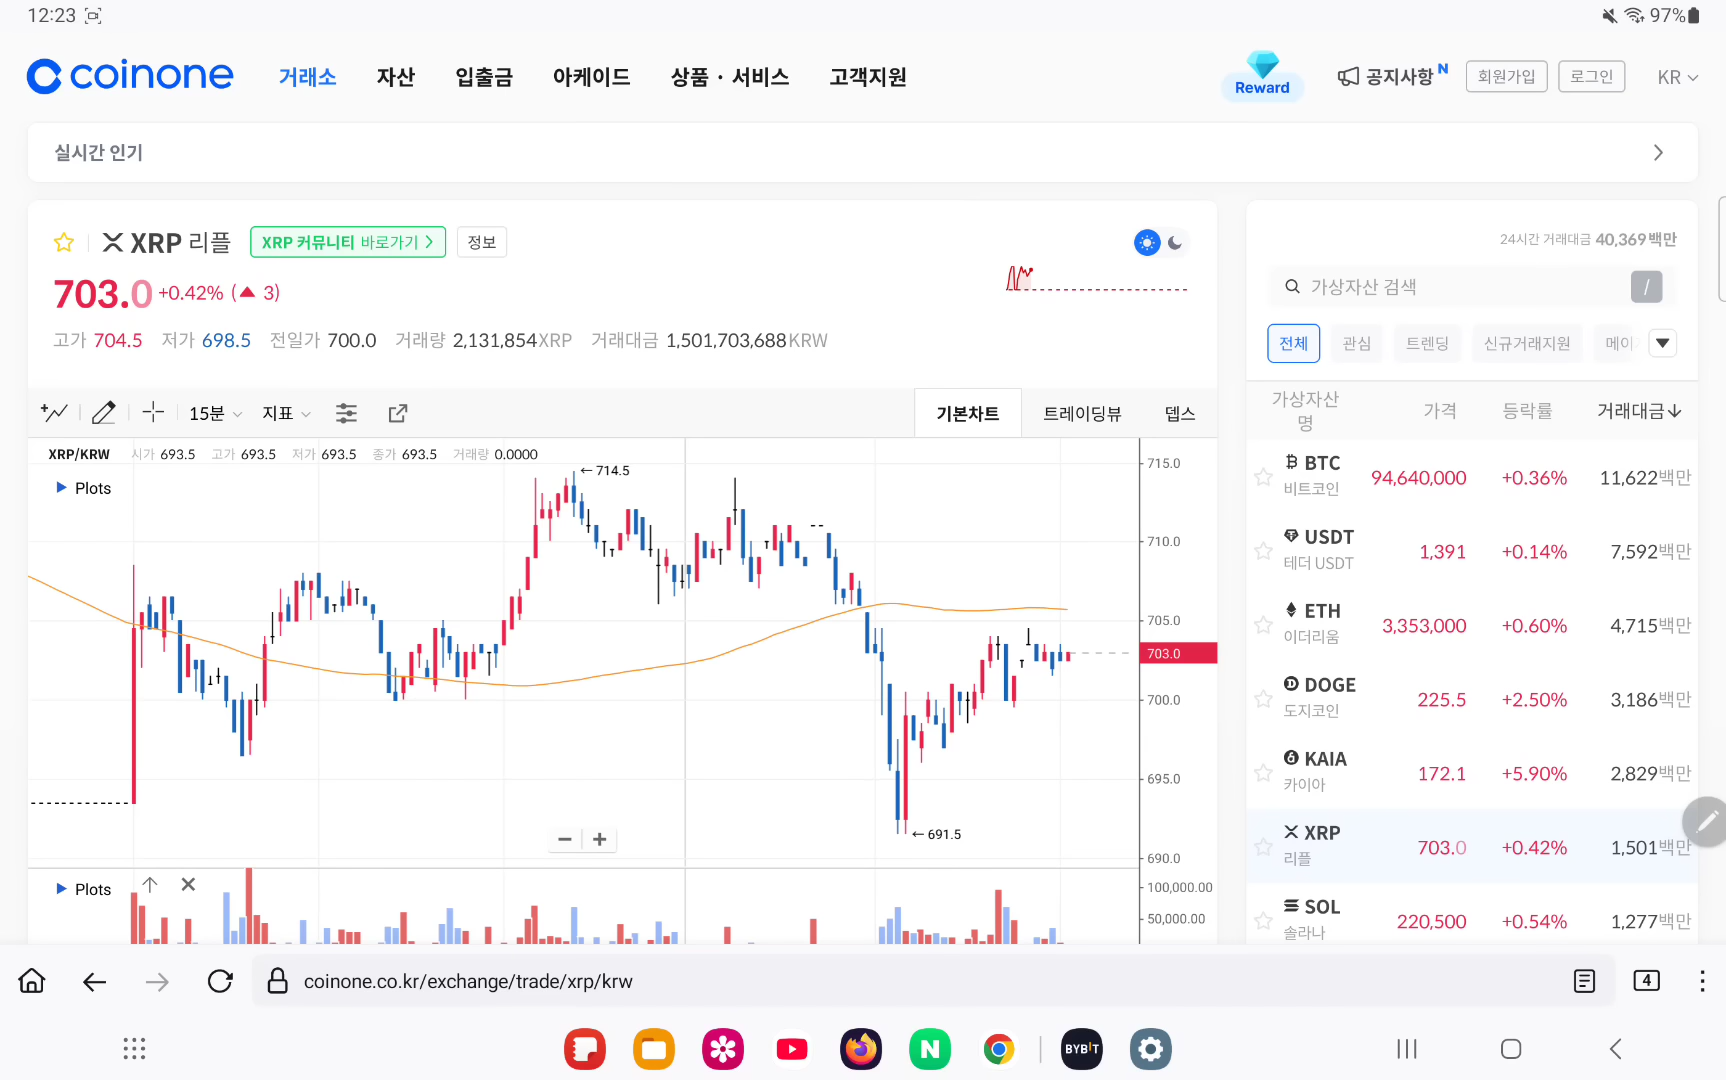 12:23
97%
coinone 거래소 자산 입출금 아케이드 상품 · 서비스 고객지원 Reward 공지사항 N 회원가입 로그인 KR
실시간 인기
XRP 리플 XRP 커뮤니티 바로가기 정보
703.0 +0.42% (▲ 3)
고가 704.5 저가 698.5 전일가 700.0 거래량 2,131,854XRP 거래대금 1,501,703,688KRW
15분 지표 기본차트 트레이딩뷰 뎁스
XRP/KRW 시가 693.5 고가 693.5 저가 693.5 종가 693.5 거래량 0.0000
Plots
←714.5
←691.5
715.0
710.0
705.0
703.0
700.0
695.0
690.0
− +
Plots
100,000.00
50,000.00
24시간 거래대금 40,369백만
가상자산 검색 /
전체 관심 트렌딩 신규거래지원 메이
가상자산명 가격 등락률 거래대금↓
BTC 94,640,000 +0.36% 11,622백만
비트코인
USDT 1,391 +0.14% 7,592백만
테더 USDT
ETH 3,353,000 +0.60% 4,715백만
이더리움
DOGE 225.5 +2.50% 3,186백만
도지코인
KAIA 172.1 +5.90% 2,829백만
카이아
XRP 703.0 +0.42% 1,501백만
리플
SOL 220,500 +0.54% 1,277백만
솔라나
coinone.co.kr/exchange/trade/xrp/krw 4
N BYBIT